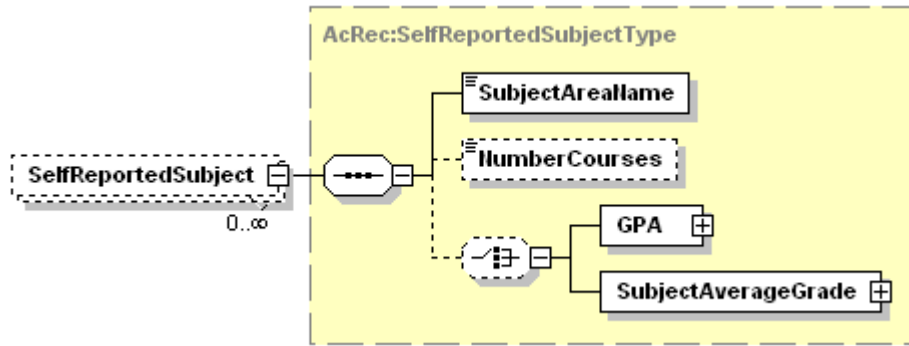 AcRec:SelfReportedSubjectType
SubjectAreaName
NumberCourses
SelfReportedSubject
0..∞
GPA
SubjectAverageGrade